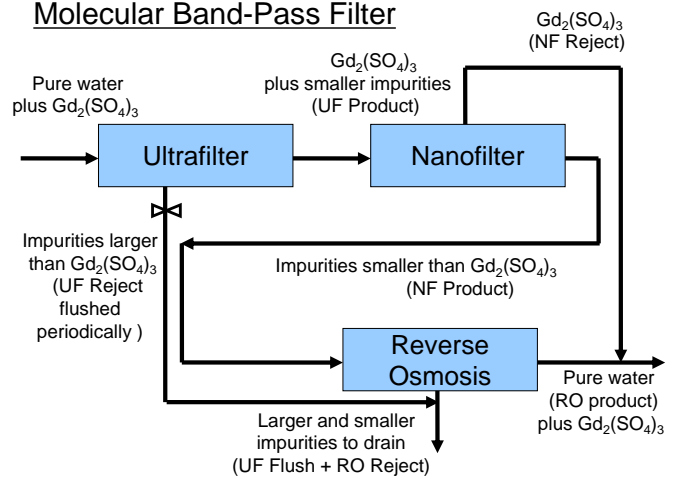 Molecular Band-Pass Filter
Gd₂(SO₄)₃
(NF Reject)
Gd₂(SO₄)₃
plus smaller impurities
(UF Product)
Pure water
plus Gd₂(SO₄)₃
Ultrafilter
Nanofilter
Impurities larger
than Gd₂(SO₄)₃
(UF Reject
flushed
periodically )
Impurities smaller than Gd₂(SO₄)₃
(NF Product)
Reverse
Osmosis
Pure water
(RO product)
plus Gd₂(SO₄)₃
Larger and smaller
impurities to drain
(UF Flush + RO Reject)